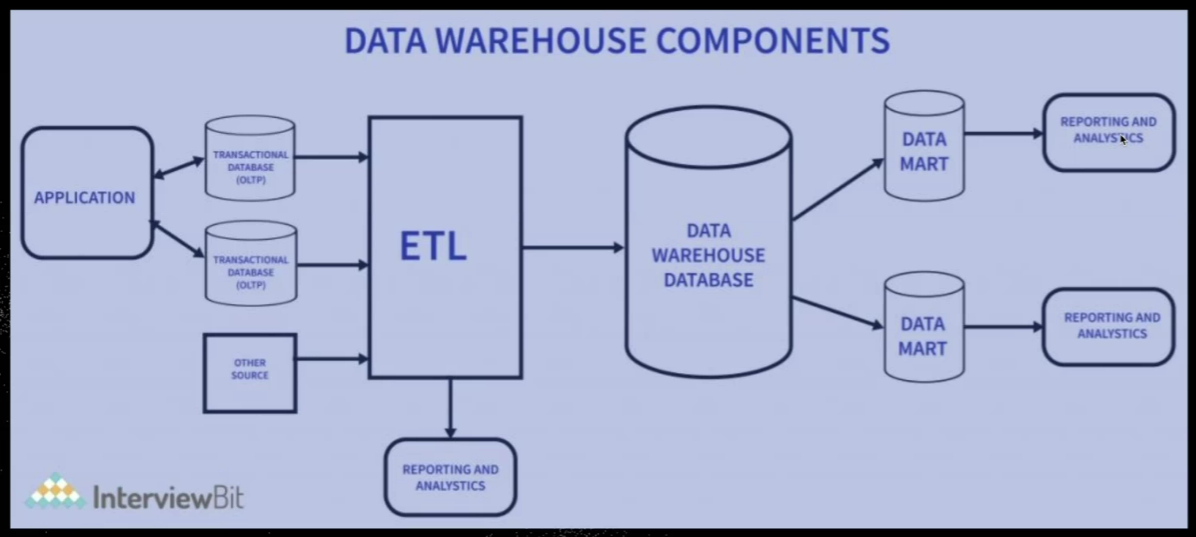 DATA WAREHOUSE COMPONENTS
APPLICATION
TRANSACTIONAL
DATABASE
(OLTP)
TRANSACTIONAL
DATABASE
(OLTP)
OTHER
SOURCE
ETL
REPORTING AND
ANALYSTICS
DATA
WAREHOUSE
DATABASE
DATA
MART
REPORTING AND
ANALYSTICS
DATA
MART
REPORTING AND
ANALYSTICS
InterviewBit